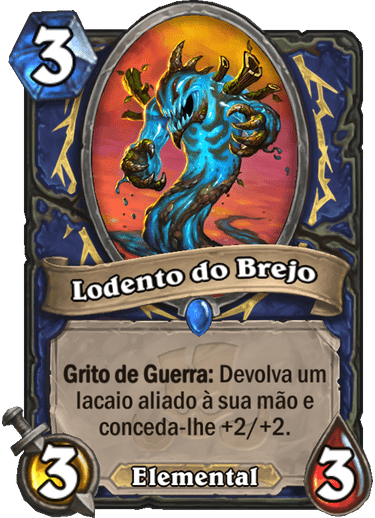 3
Lodento do Brejo
Grito de Guerra: Devolva um
lacaio aliado à sua mão e
conceda-lhe +2/+2.
3
Elemental
3